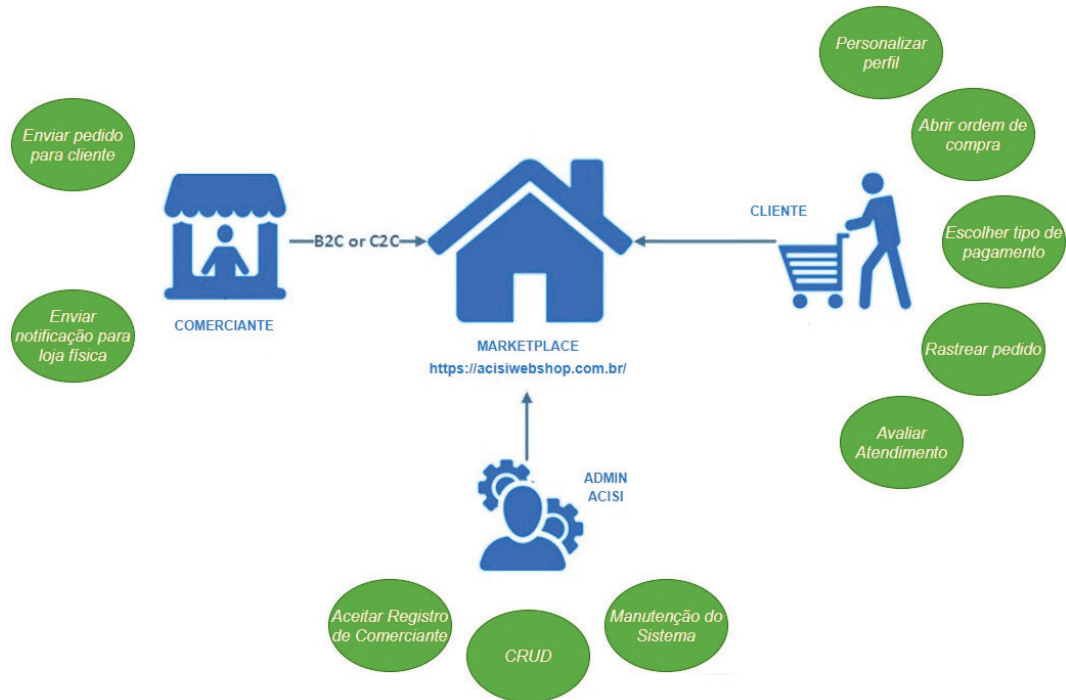 Personalizar
perfil
Enviar pedido
para cliente
Abrir ordem de
compra
CLIENTE
B2C or C2C
Escolher tipo de
pagamento
COMERCIANTE
Enviar
notificação para
loja física
MARKETPLACE
https://acisiwebshop.com.br/
Rastrear pedido
Avaliar
Atendimento
ADMIN
ACISI
Aceitar Registro
de Comerciante
CRUD
Manutenção do
Sistema